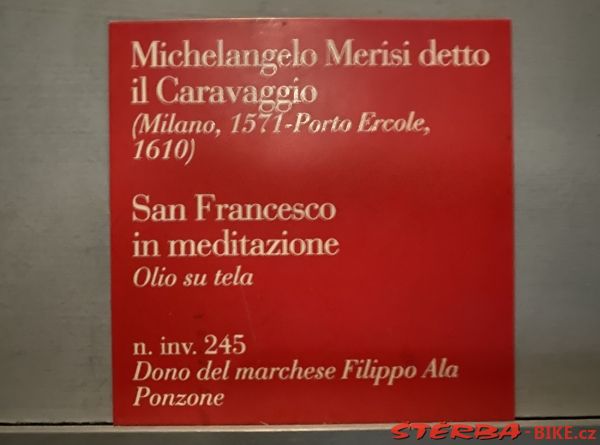 Michelangelo Merisi detto
il Caravaggio
(Milano, 1571-Porto Ercole,
1610)
San Francesco
in meditazione
Olio su tela
n. inv. 245
Dono del marchese Filippo Ala
Ponzone
ŠTĚRBA-BIKE.cz